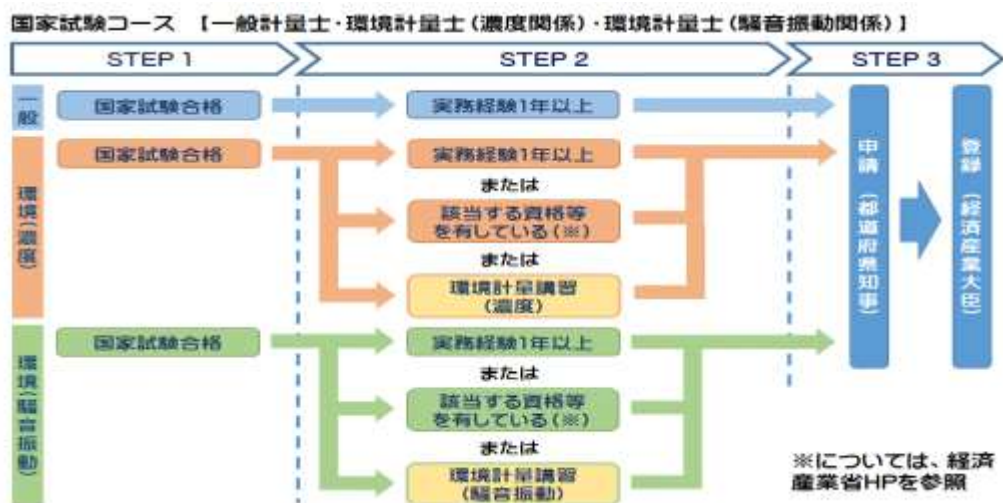 国家試験コース 【一般計量士・環境計量士（濃度関係）・環境計量士（騒音振動関係）】
STEP 1
STEP 2
STEP 3
一般
国家試験合格
実務経験1年以上
環境（濃度）
国家試験合格
実務経験1年以上
または
該当する資格等
を有している（※）
または
環境計量講習
（濃度）
環境（騒音振動）
国家試験合格
実務経験1年以上
または
該当する資格等
を有している（※）
または
環境計量講習
（騒音振動）
申請（都道府県知事）
登録（経済産業大臣）
※については、経済
産業省HPを参照